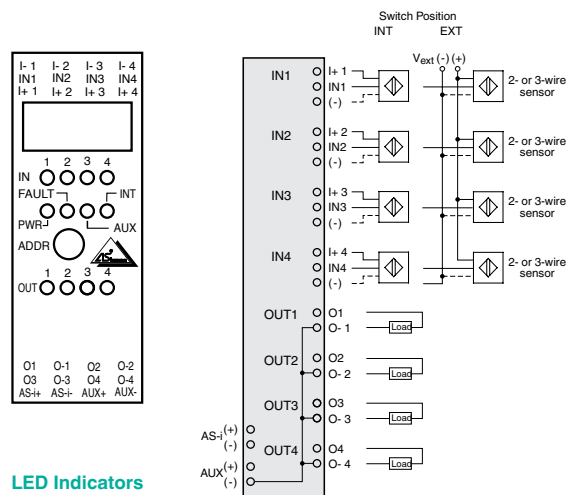 Switch Position
INT EXT
Vext (-) (+)
I- 1 I- 2 I- 3 I- 4
IN1 IN2 IN3 IN4
I+ 1 I+ 2 I+ 3 I+ 4
1 2 3 4
IN
FAULT INT
PWR AUX
ADDR
OUT 1 2 3 4
O1 O-1 O2 O-2
O3 O-3 O4 O-4
AS-i+ AS-i- AUX+ AUX-
LED Indicators
IN1
I+ 1
IN1
(-)
2- or 3-wire
sensor
IN2
I+ 2
IN2
(-)
2- or 3-wire
sensor
IN3
I+ 3
IN3
(-)
2- or 3-wire
sensor
IN4
I+ 4
IN4
(-)
2- or 3-wire
sensor
OUT1 O1
O- 1 Load
OUT2 O2
O- 2 Load
OUT3 O3
O- 3 Load
OUT4 O4
O- 4 Load
AS-i (+)
(-)
AUX (+)
(-)